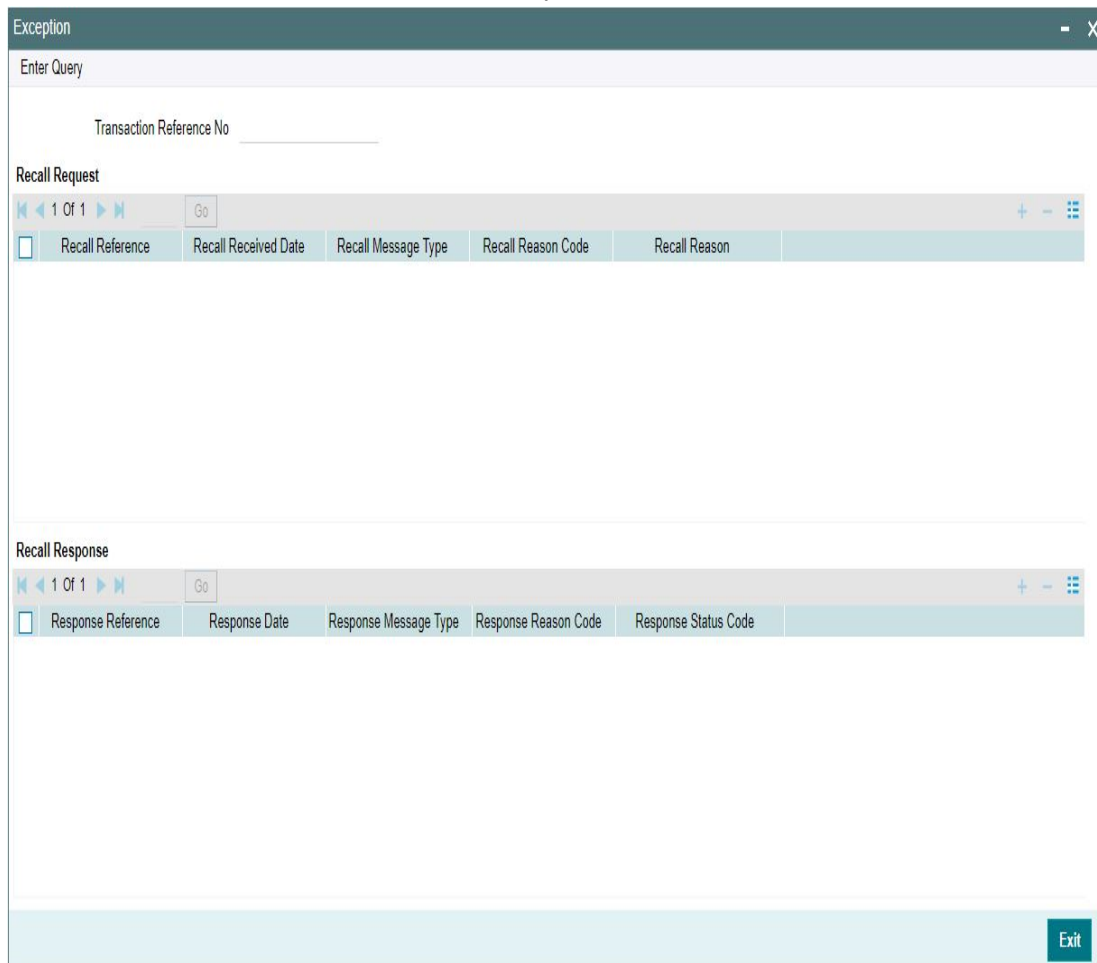 Exception
Enter Query
Transaction Reference No
Recall Request
1 Of 1 Go
Recall Reference Recall Received Date Recall Message Type Recall Reason Code Recall Reason
Recall Response
1 Of 1 Go
Response Reference Response Date Response Message Type Response Reason Code Response Status Code
Exit